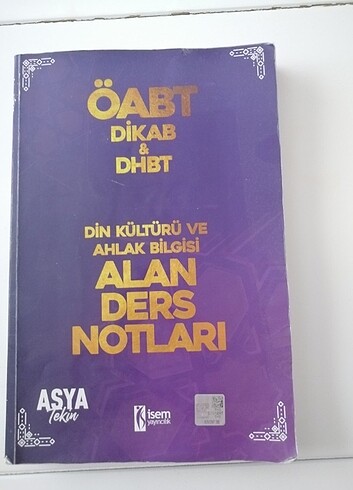 ÖABT
DİKAB
&
DHBT
DİN KÜLTÜRÜ VE
AHLAK BİLGİSİ
ALAN
DERS
NOTLARI
ASYA
Tekin
isem
yayıncılık